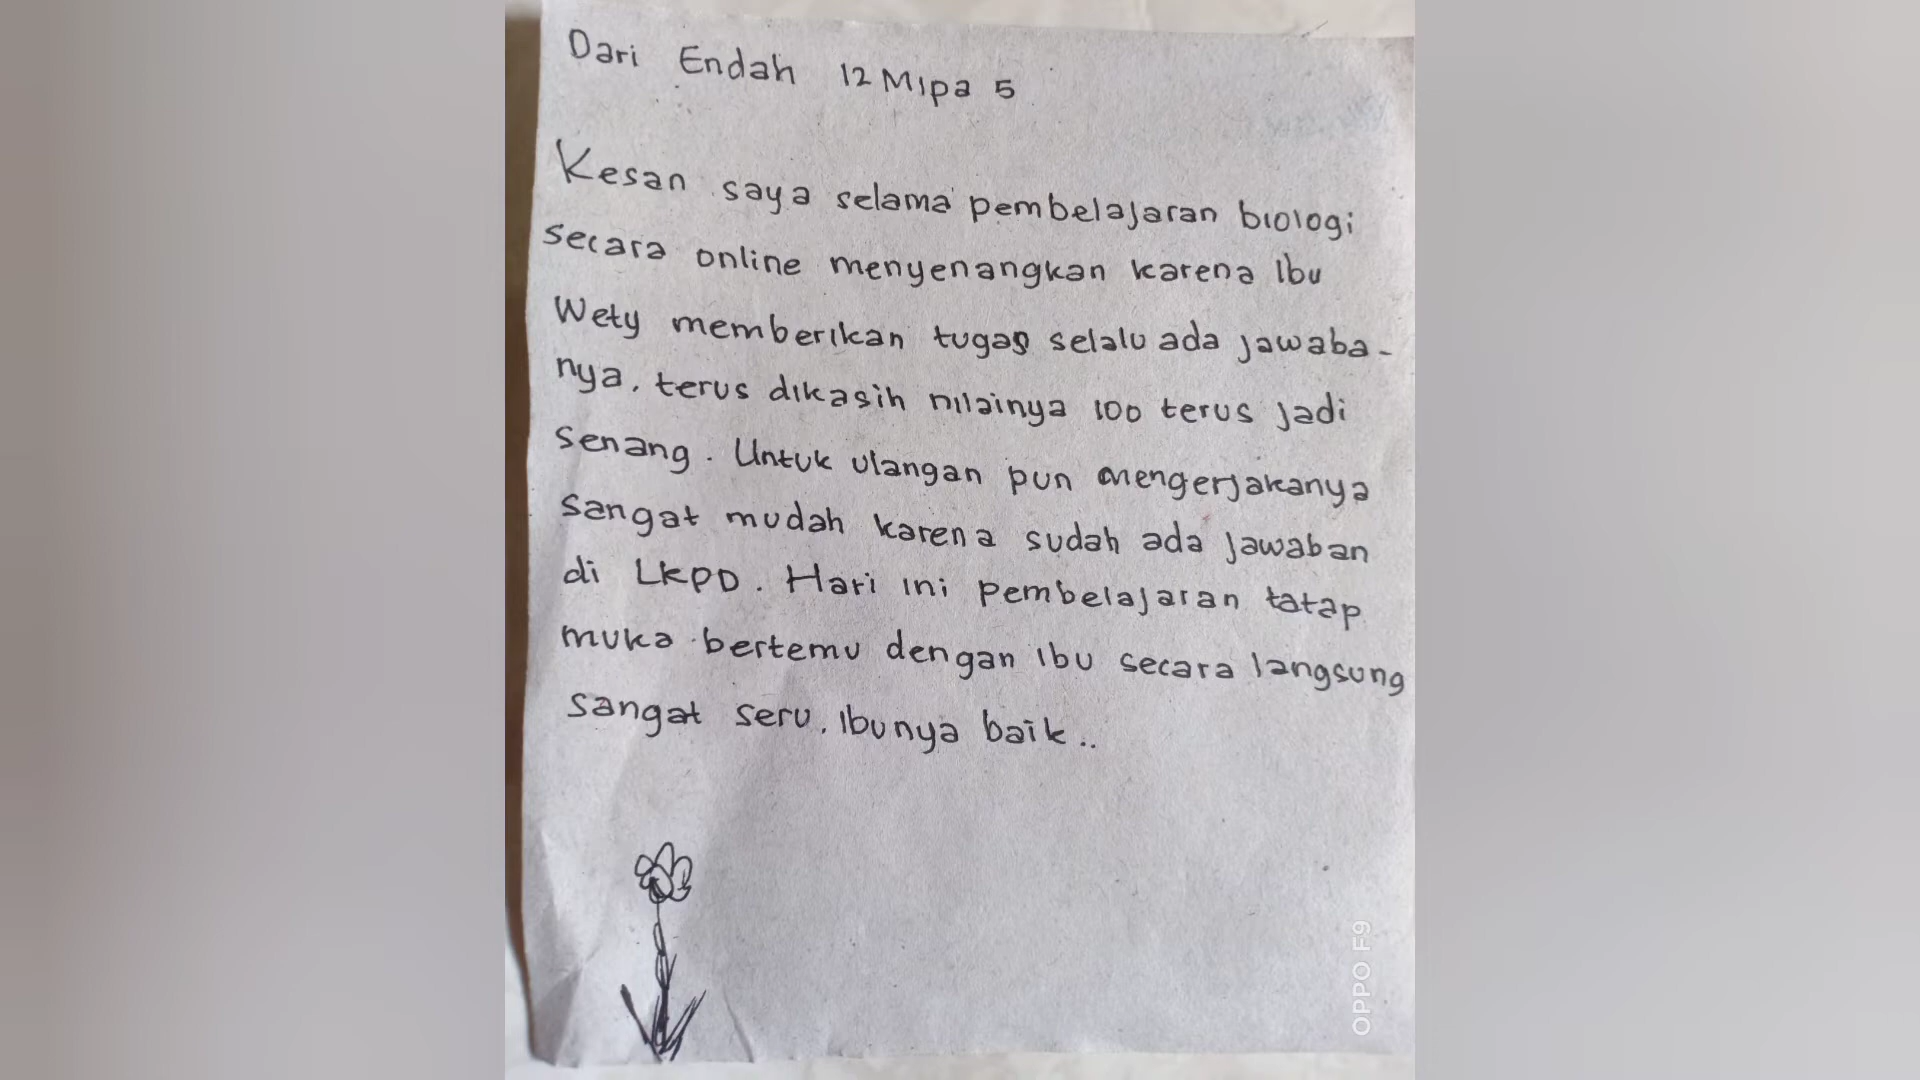 Dari Endah 12 Mipa 5
Kesan saya selama pembelajaran biologi
secara online menyenangkan karena Ibu
Wety memberikan tugas selalu ada jawaba-
nya, terus dikasih nilainya 100 terus jadi
senang. Untuk ulangan pun mengerjakanya
sangat mudah karena sudah ada jawaban
di LKPD. Hari ini pembelajaran tatap
muka bertemu dengan Ibu secara langsung
sangat seru. Ibunya baik..
OPPO F9